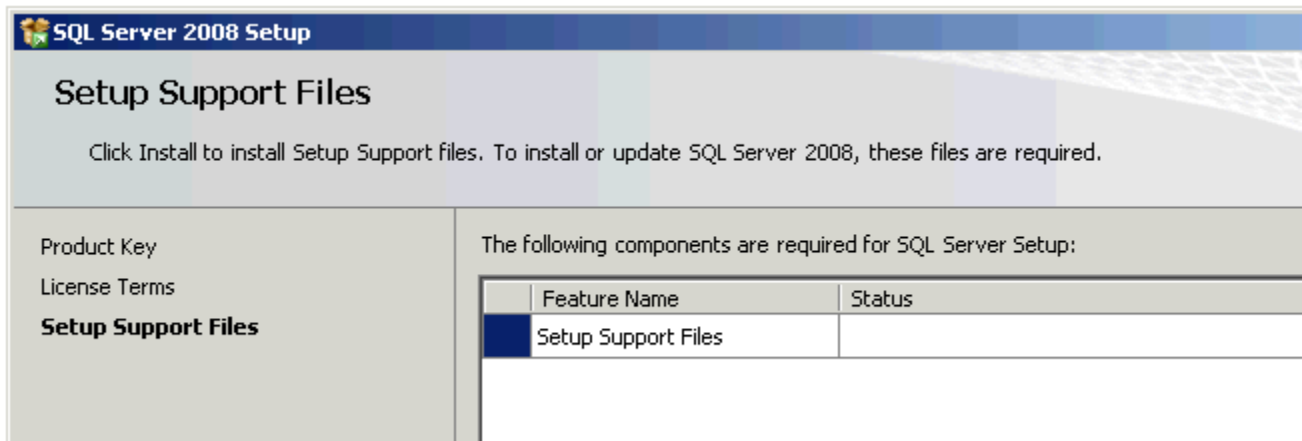 SQL Server 2008 Setup
Setup Support Files
Click Install to install Setup Support files. To install or update SQL Server 2008, these files are required.
Product Key
License Terms
Setup Support Files
The following components are required for SQL Server Setup:
Feature Name Status
Setup Support Files